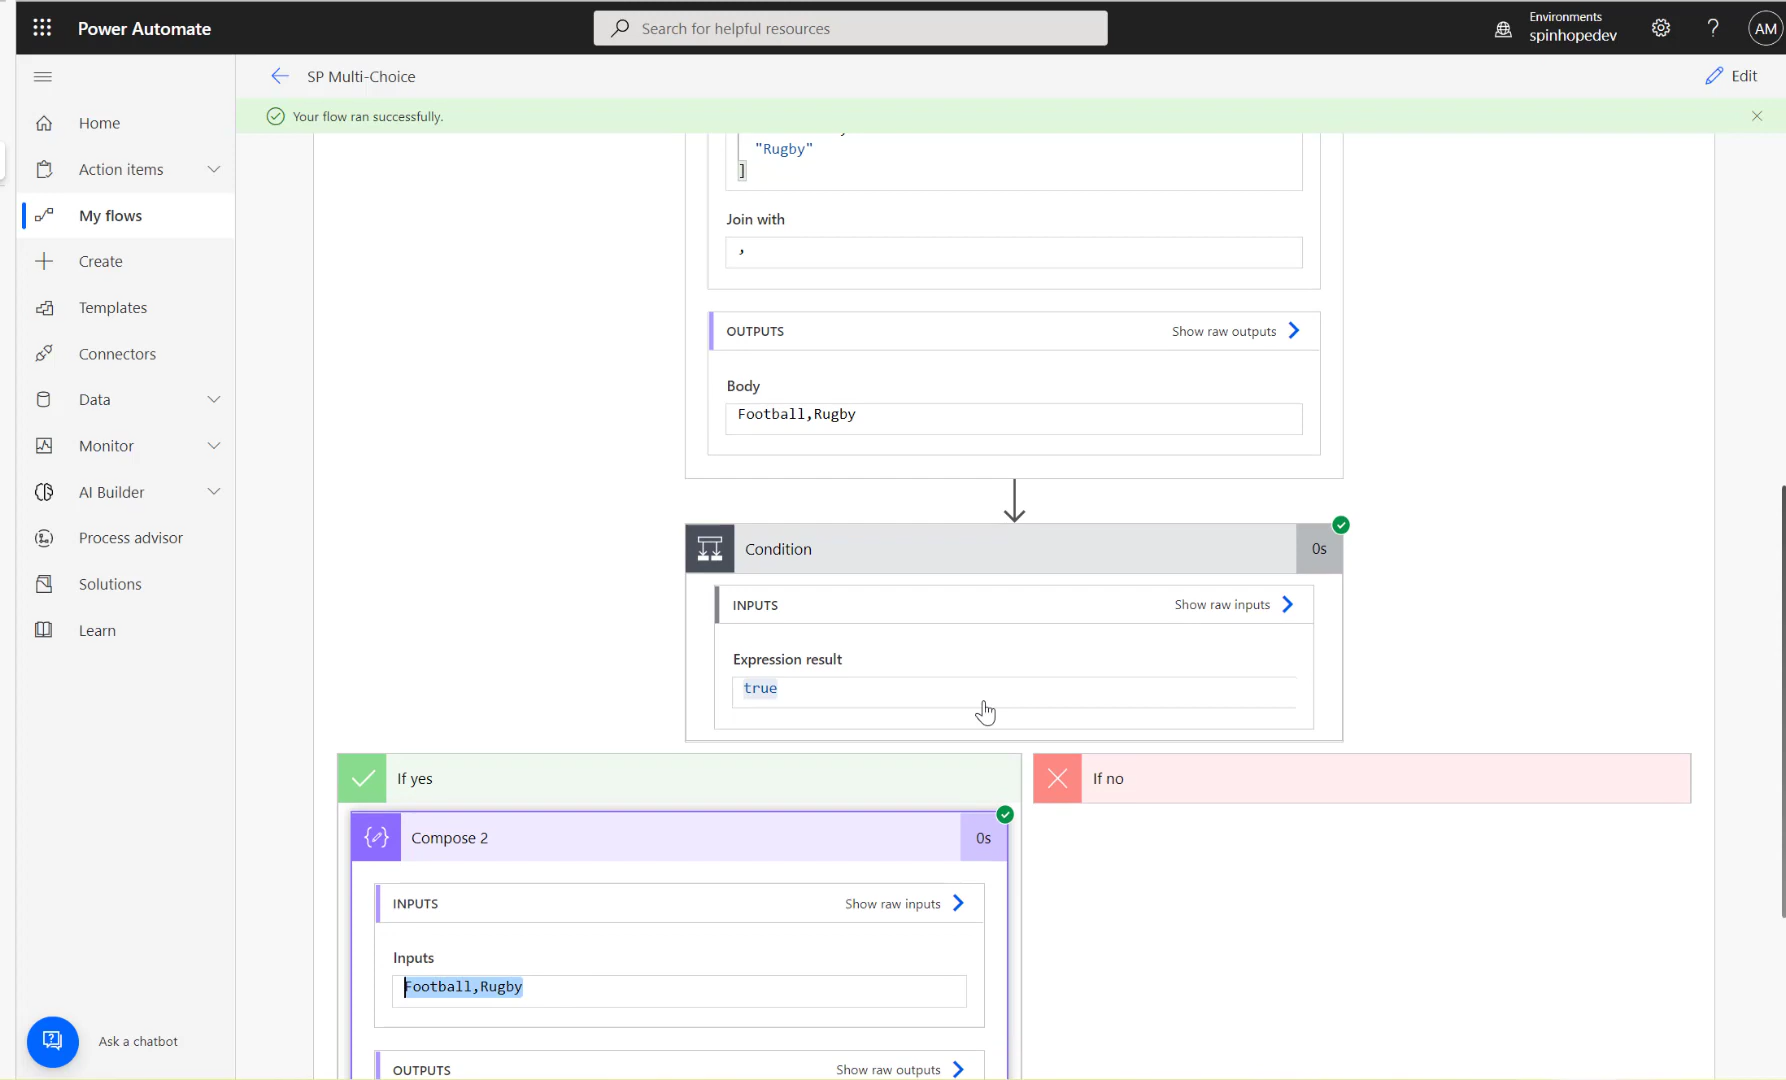 Power Automate
Search for helpful resources
Environments
spinhopedev
?
AM
SP Multi-Choice
Edit
Your flow ran successfully.
Home
Action items
My flows
Create
Templates
Connectors
Data
Monitor
AI Builder
Process advisor
Solutions
Learn
Ask a chatbot
"Rugby"
]
Join with
,
OUTPUTS
Show raw outputs
Body
Football,Rugby
Condition
0s
INPUTS
Show raw inputs
Expression result
true
If yes
If no
Compose 2
0s
INPUTS
Show raw inputs
Inputs
Football,Rugby
OUTPUTS
Show raw outputs